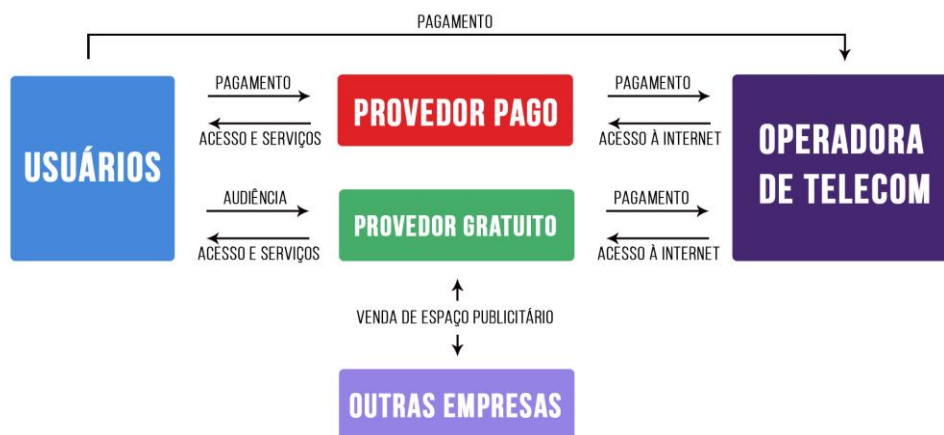 PAGAMENTO
USUÁRIOS
PAGAMENTO
ACESSO E SERVIÇOS
PROVEDOR PAGO
PAGAMENTO
ACESSO À INTERNET
OPERADORA
DE TELECOM
AUDIÊNCIA
ACESSO E SERVIÇOS
PROVEDOR GRATUITO
PAGAMENTO
ACESSO À INTERNET
VENDA DE ESPAÇO PUBLICITÁRIO
OUTRAS EMPRESAS